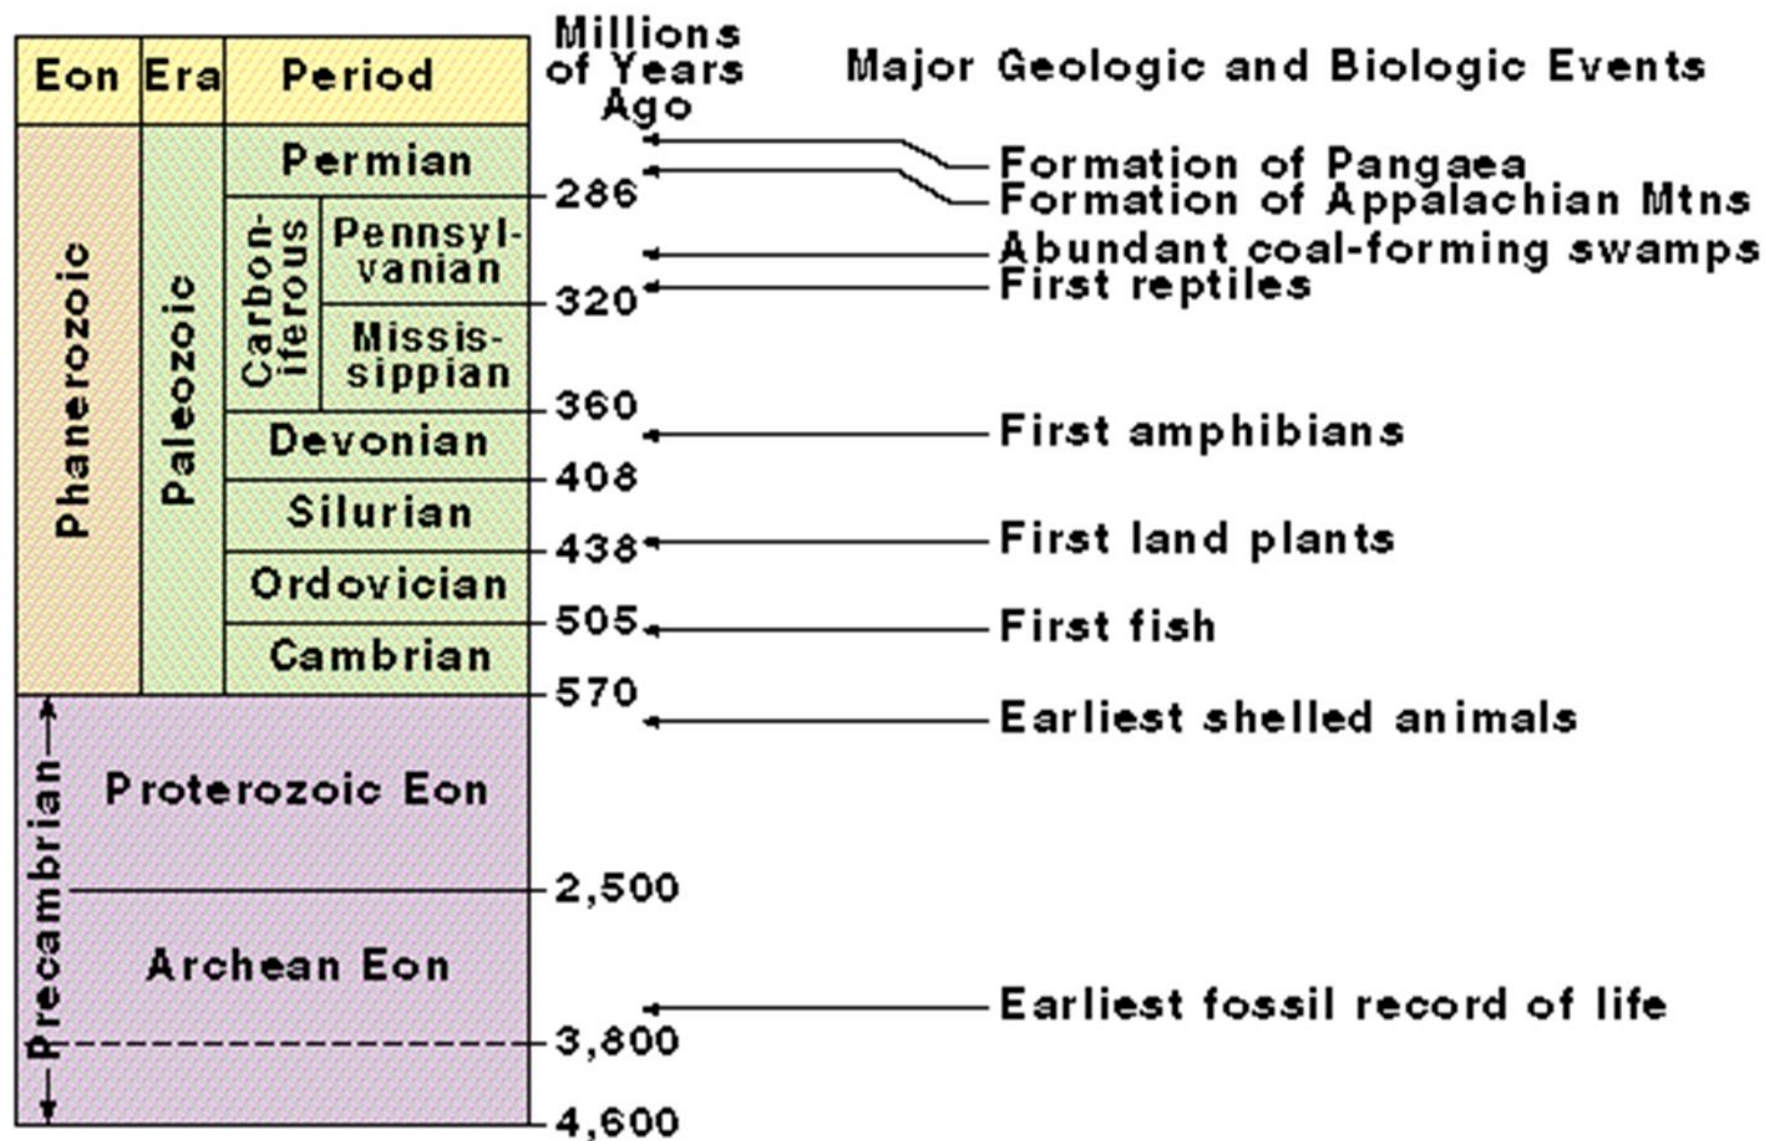 Eon
Era
Period
Millions
of Years
Ago
Major Geologic and Biologic Events
Phanerozoic
Paleozoic
Permian
286
Carbon-
iferous
Pennsyl-
vanian
320
Missis-
sippian
360
Devonian
408
Silurian
438
Ordovician
505
Cambrian
570
Precambrian
Proterozoic Eon
2,500
Archean Eon
3,800
4,600
Formation of Pangaea
Formation of Appalachian Mtns
Abundant coal-forming swamps
First reptiles
First amphibians
First land plants
First fish
Earliest shelled animals
Earliest fossil record of life